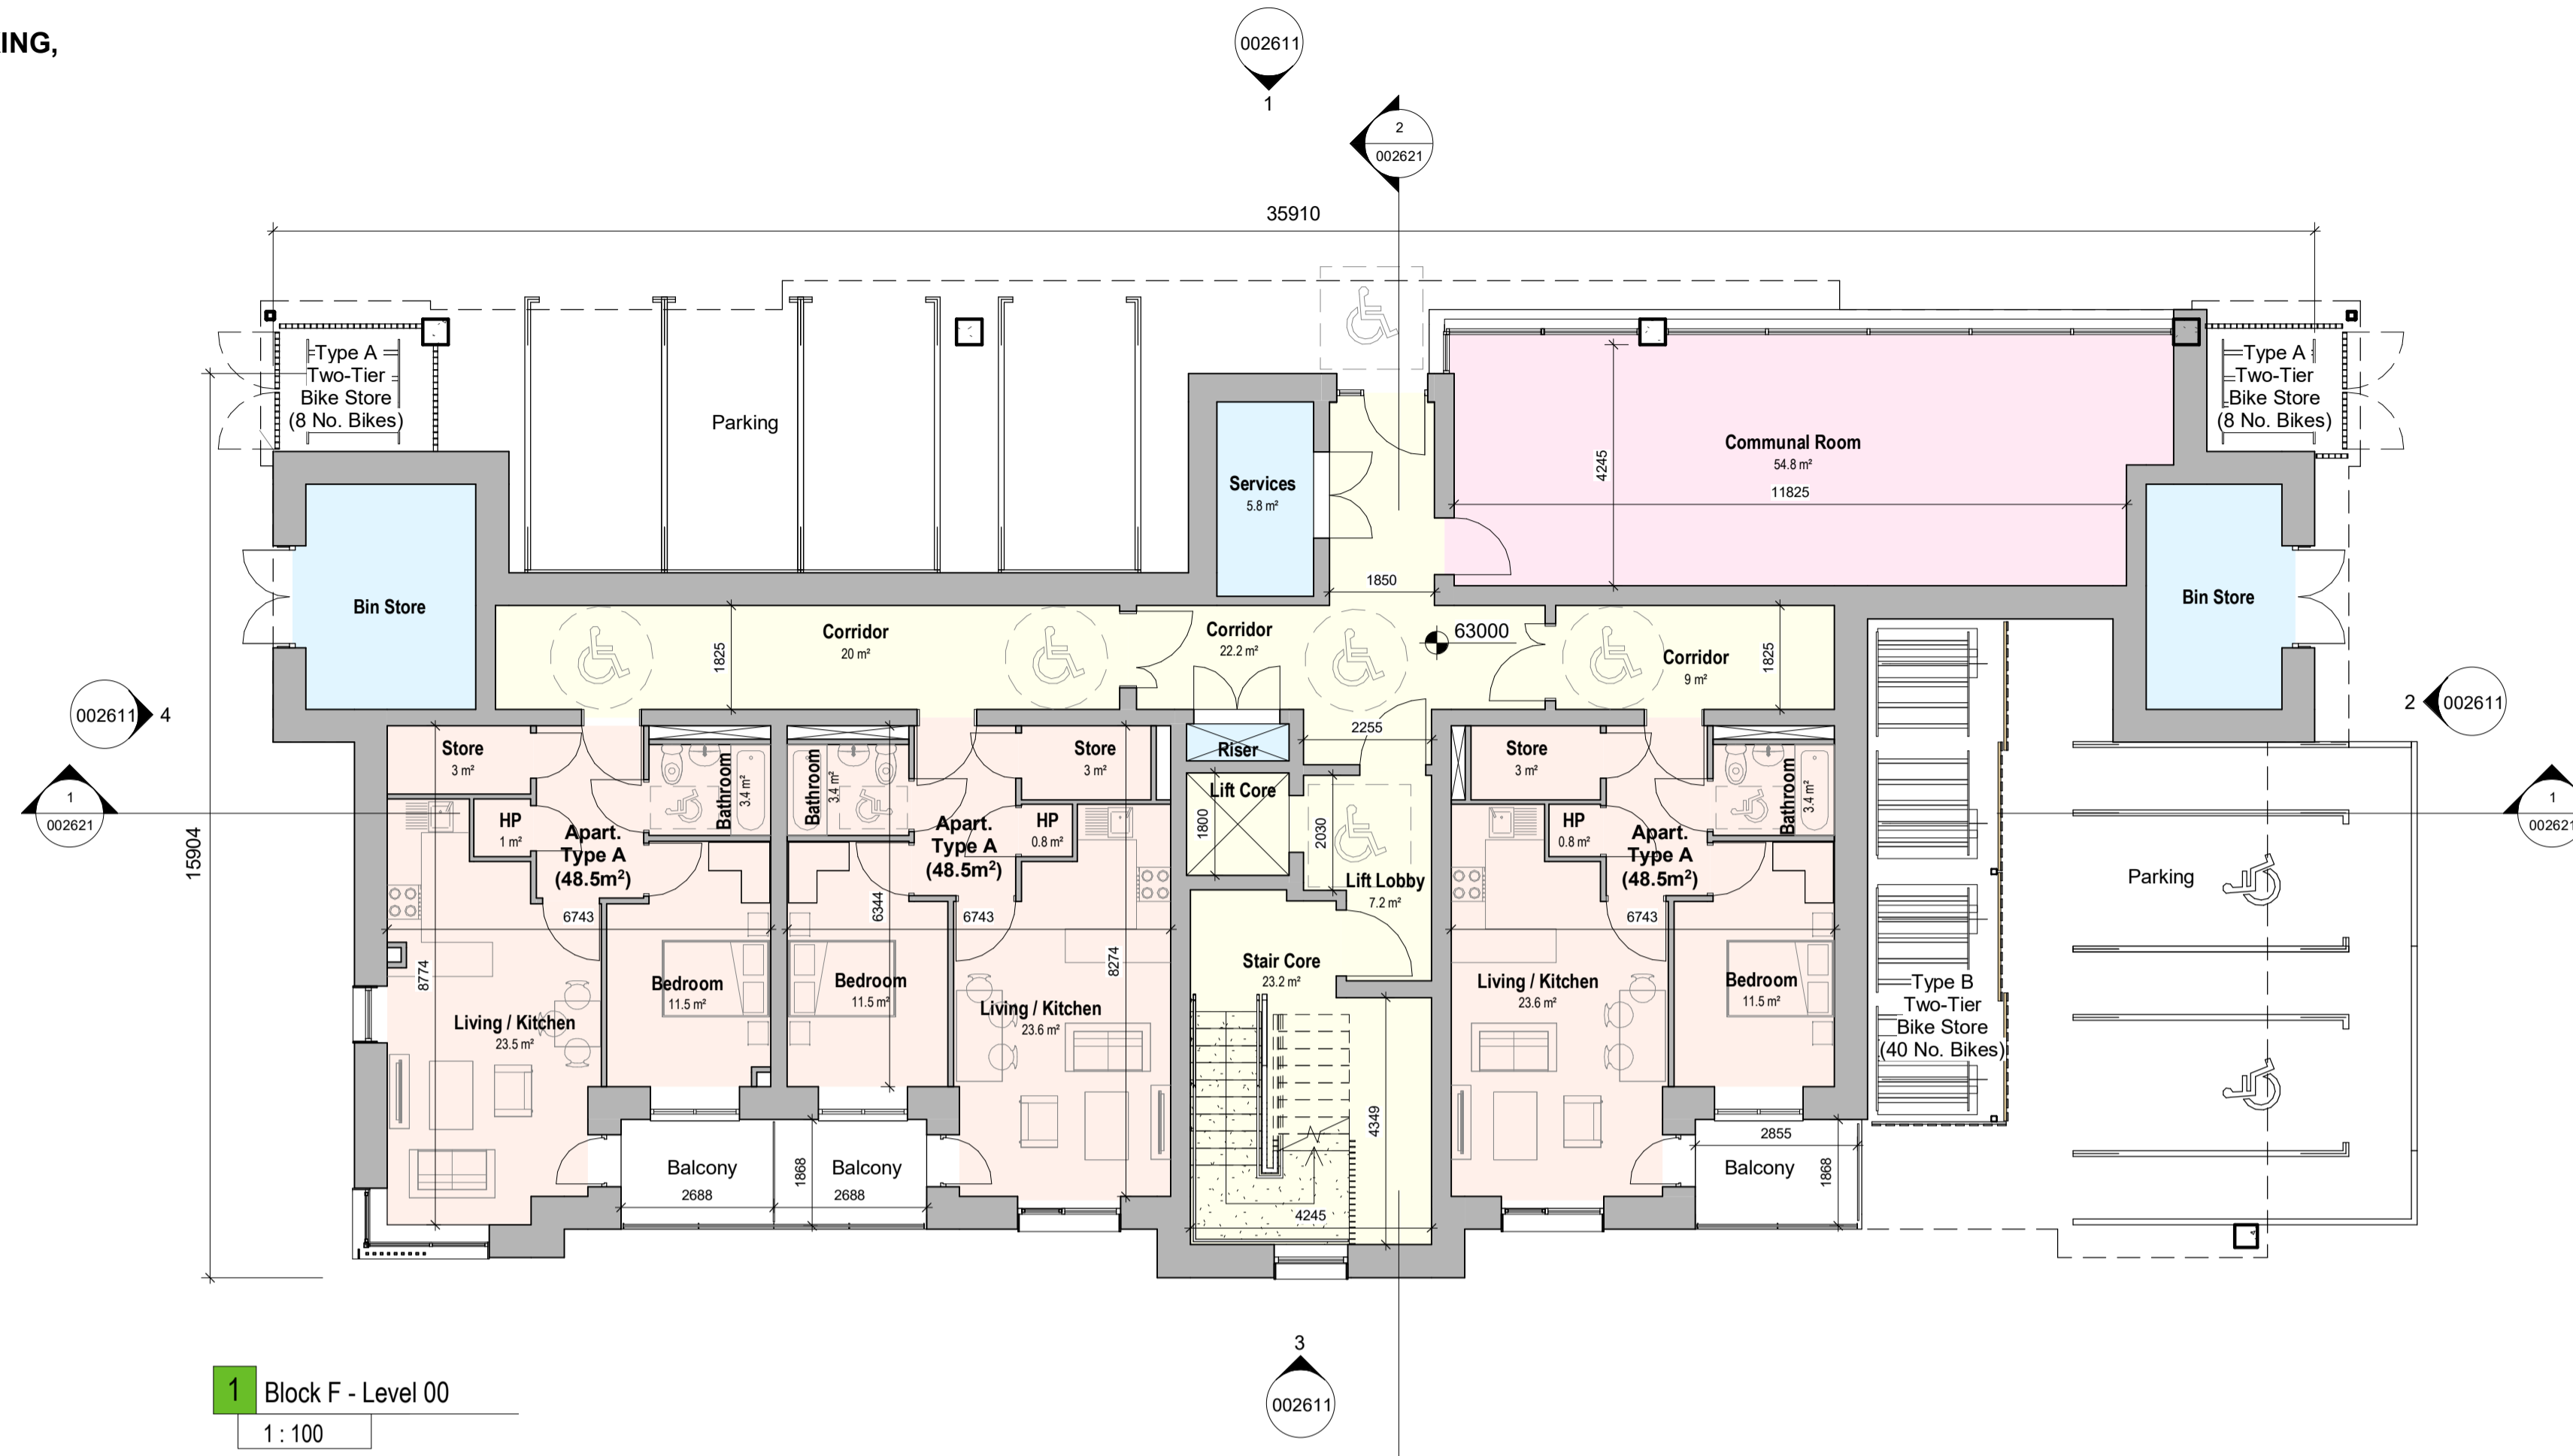 ING,
002611
1
2
002621
35910
Type A
Two-Tier
Bike Store
(8 No. Bikes)
Parking
Services
5.8 m²
Communal Room
54.8 m²
4245
11825
Type A
Two-Tier
Bike Store
(8 No. Bikes)
Bin Store
1850
Bin Store
Corridor
20 m²
1825
Corridor
22.2 m²
63000
Corridor
9 m²
1825
002611
4
2
002611
1
002621
15904
Store
3 m²
Bathroom
3.4 m²
Bathroom
3.4 m²
Store
3 m²
Riser
2255
Store
3 m²
Bathroom
3.4 m²
1
002621
HP
1 m²
Apart.
Type A
(48.5m²)
Apart.
Type A
(48.5m²)
HP
0.8 m²
Lift Core
1800
2030
Lift Lobby
7.2 m²
HP
0.8 m²
Apart.
Type A
(48.5m²)
Parking
6743
6344
6743
6743
8774
8274
Bedroom
11.5 m²
Bedroom
11.5 m²
Stair Core
23.2 m²
Living / Kitchen
23.6 m²
Bedroom
11.5 m²
Living / Kitchen
23.5 m²
Living / Kitchen
23.6 m²
Type B
Two-Tier
Bike Store
(40 No. Bikes)
4349
Balcony
2688
1868
Balcony
2688
4245
2855
Balcony
1868
3
002611
1
Block F - Level 00
1 : 100